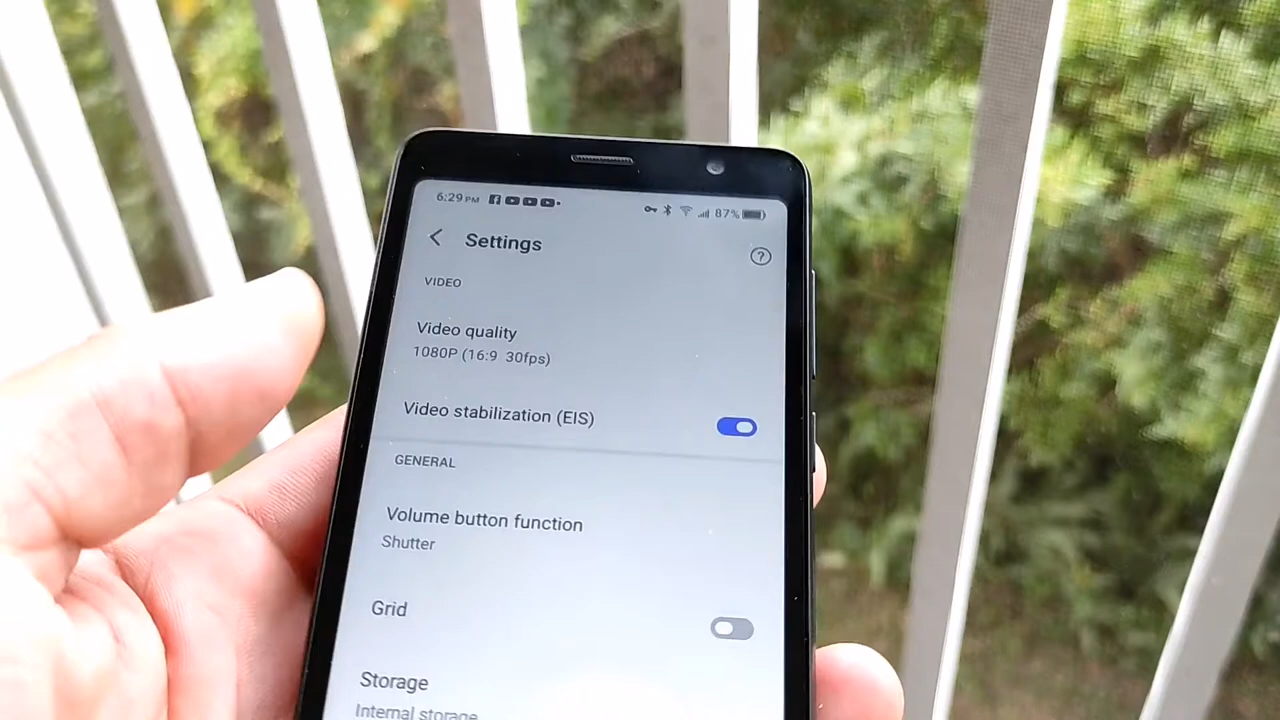 6:29 PM 87%
Settings
VIDEO
Video quality
1080P (16:9 30fps)
Video stabilization (EIS)
GENERAL
Volume button function
Shutter
Grid
Storage
Internal storage